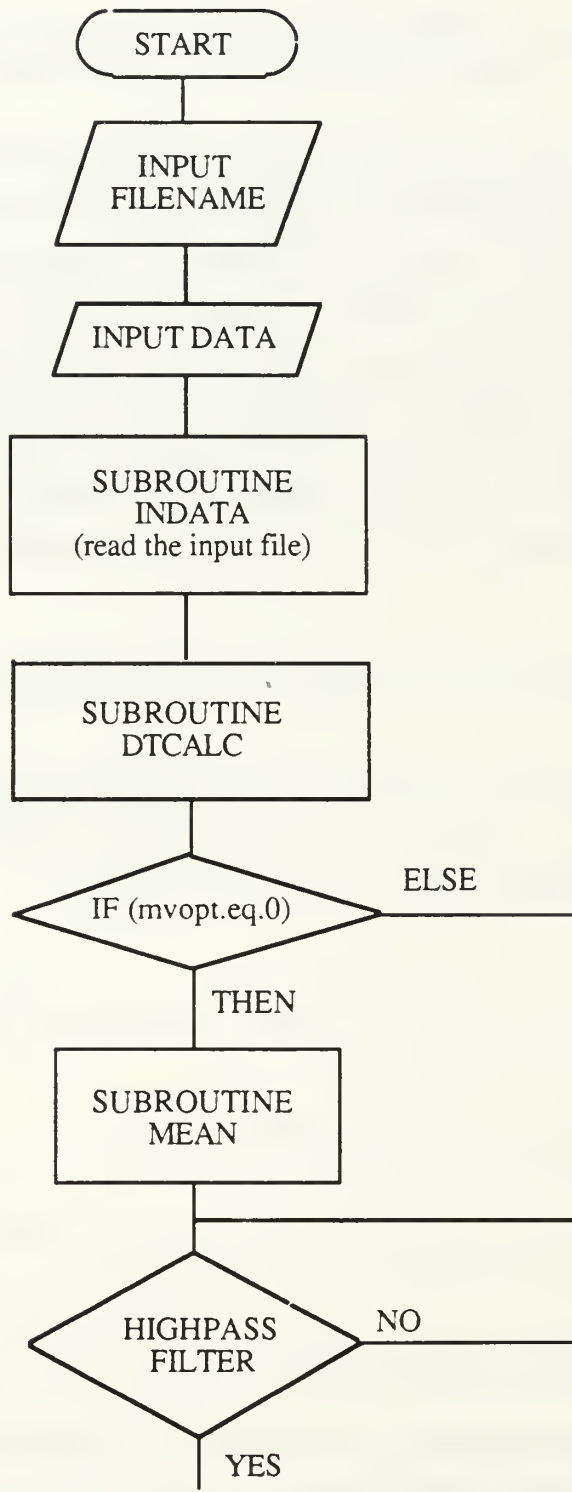 START
INPUT
FILENAME
INPUT DATA
SUBROUTINE
INDATA
(read the input file)
SUBROUTINE
DTCALC
IF (mvopt.eq.0)
ELSE
THEN
SUBROUTINE
MEAN
HIGHPASS
FILTER
NO
YES